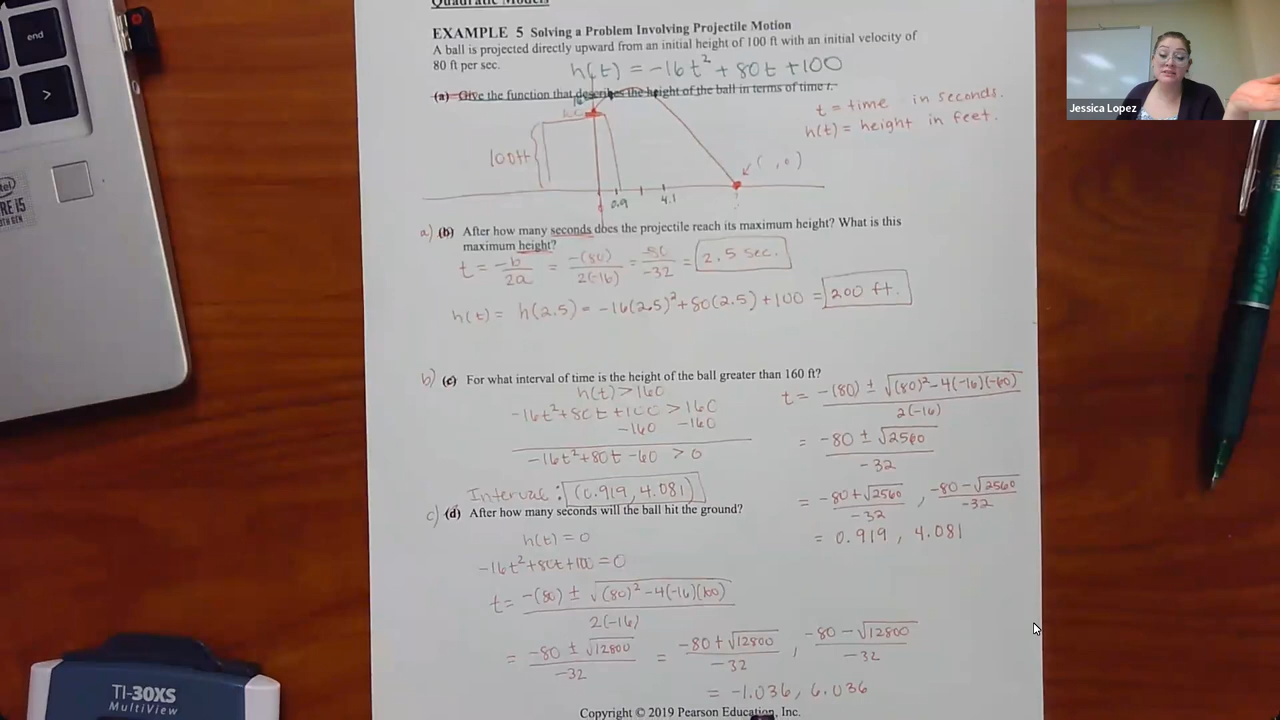 Quadratic Models
EXAMPLE 5 Solving a Problem Involving Projectile Motion
A ball is projected directly upward from an initial height of 100 ft with an initial velocity of
80 ft per sec.
h(t) = -16t² + 80t + 100
(a) Give the function that describes the height of the ball in terms of time t.
t = time in seconds.
h(t) = height in feet.
100ft
( , 0)
0.9
4.1
a) (b) After how many seconds does the projectile reach its maximum height? What is this
maximum height?
t = -b/2a = -(80)/2(-16) = -80/-32 = 2.5 sec.
h(t) = h(2.5) = -16(2.5)² + 80(2.5) + 100 = 200 ft.
b) (c) For what interval of time is the height of the ball greater than 160 ft?
h(t) > 160
-16t² + 80t + 100 > 160
-160 -160
-16t² + 80t - 60 > 0
Interval: (0.919, 4.081)
t = -(80) ± √(80)² - 4(-16)(-60) / 2(-16)
= -80 ± √2560 / -32
= -80 + √2560 / -32 , -80 - √2560 / -32
= 0.919 , 4.081
c) (d) After how many seconds will the ball hit the ground?
h(t) = 0
-16t² + 80t + 100 = 0
t = -(80) ± √(80)² - 4(-16)(100) / 2(-16)
= -80 ± √12800 / -32 = -80 + √12800 / -32 , -80 - √12800 / -32
= -1.036, 6.036
Copyright © 2019 Pearson Education, Inc.
Jessica Lopez
end
>
TI-30XS
MultiView